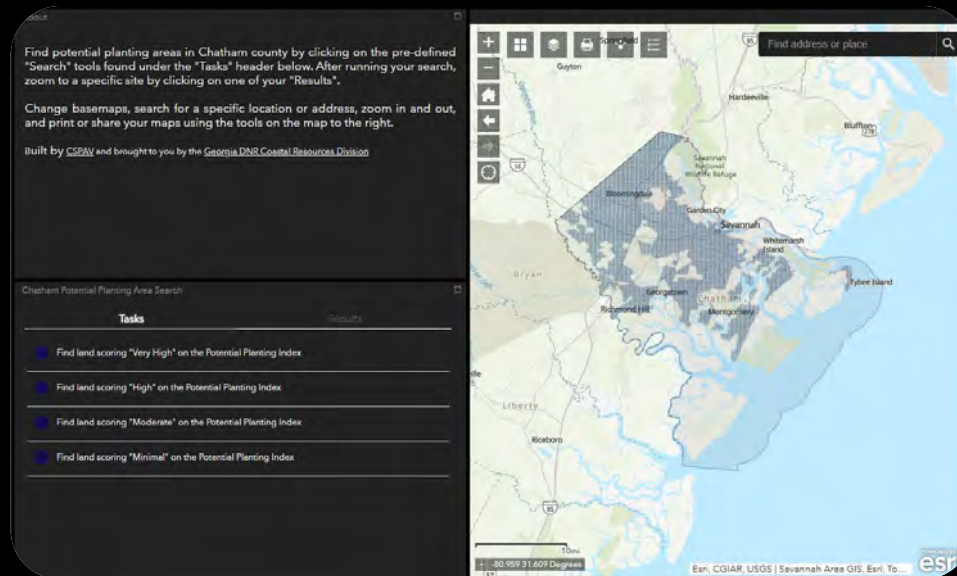 About
Find potential planting areas in Chatham county by clicking on the pre-defined
"Search" tools found under the "Tasks" header below. After running your search,
zoom to a specific site by clicking on one of your "Results".
Change basemaps, search for a specific location or address, zoom in and out,
and print or share your maps using the tools on the map to the right.
Built by CSPAV and brought to you by the Georgia DNR Coastal Resources Division
Chatham Potential Planting Area Search
Tasks
Results
Find land scoring "Very High" on the Potential Planting Index
Find land scoring "High" on the Potential Planting Index
Find land scoring "Moderate" on the Potential Planting Index
Find land scoring "Minimal" on the Potential Planting Index
Find address or place
95
Guyton
Hardeeville
Bluffton
278
95
Savannah
National
Wildlife Refuge
Bloomingdale
Garden City
Savannah
Whitemarsh
Island
Bryan
Tybee Island
Georgetown
Chatham
Richmond Hill
Montgomery
Liberty
Riceboro
95
10mi
-80.959 31.609 Degrees
Esri, CGIAR, USGS | Savannah Area GIS, Esri, To...
esri